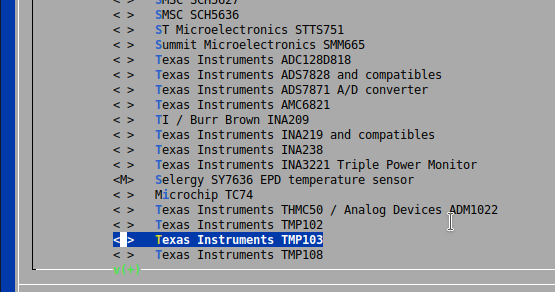 SMSC SCH5627
< > SMSC SCH5636
< > ST Microelectronics STTS751
< > Summit Microelectronics SMM665
< > Texas Instruments ADC128D818
< > Texas Instruments ADS7828 and compatibles
< > Texas Instruments ADS7871 A/D converter
< > Texas Instruments AMC6821
< > TI / Burr Brown INA209
< > Texas Instruments INA219 and compatibles
< > Texas Instruments INA238
< > Texas Instruments INA3221 Triple Power Monitor
<M> Selergy SY7636 EPD temperature sensor
< > Microchip TC74
< > Texas Instruments THMC50 / Analog Devices ADM1022
< > Texas Instruments TMP102
< > Texas Instruments TMP103
< > Texas Instruments TMP108